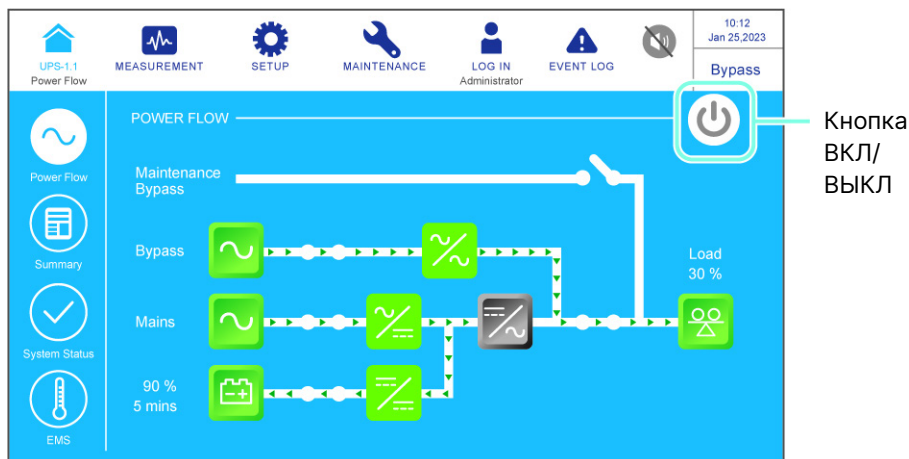 10:12
Jan 25,2023
UPS-1.1
MEASUREMENT
SETUP
MAINTENANCE
LOG IN
EVENT LOG
Power Flow
Administrator
Bypass
POWER FLOW
Кнопка
ВКЛ/
ВЫКЛ
Power Flow
Maintenance
Bypass
Summary
Bypass
Load
30 %
Mains
System Status
90 %
5 mins
EMS